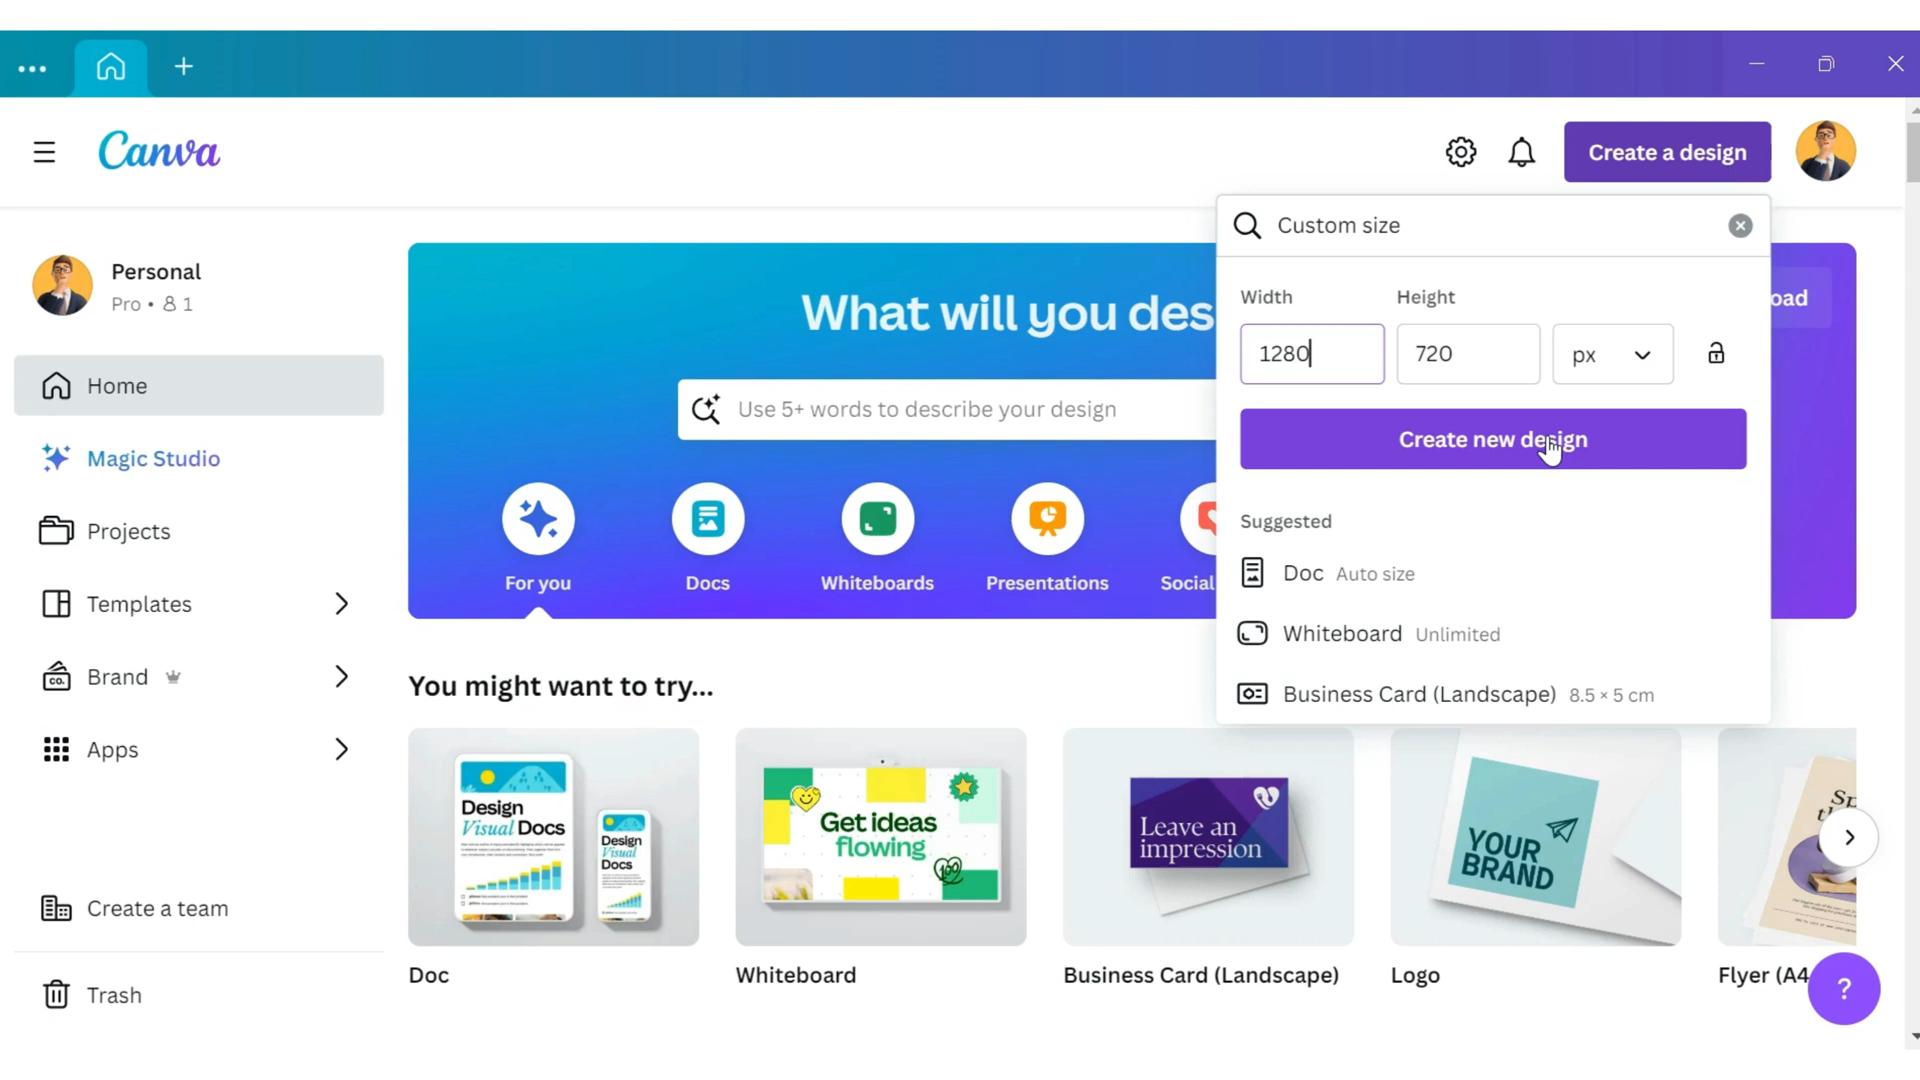 Canva
Create a design
Personal
Pro • 1
Home
Magic Studio
Projects
Templates
Brand
CO.
Apps
Create a team
Trash
What will you des
oad
Use 5+ words to describe your design
For you
Docs
Whiteboards
Presentations
Social
Custom size
Width
Height
1280
720
px
Create new design
Suggested
Doc Auto size
Whiteboard Unlimited
Business Card (Landscape) 8.5 × 5 cm
You might want to try...
Design
Visual Docs
Design
Visual
Docs
Get ideas
flowing
100
Leave an
impression
YOUR
BRAND
Sp
th
Doc
Whiteboard
Business Card (Landscape)
Logo
Flyer (A4
?